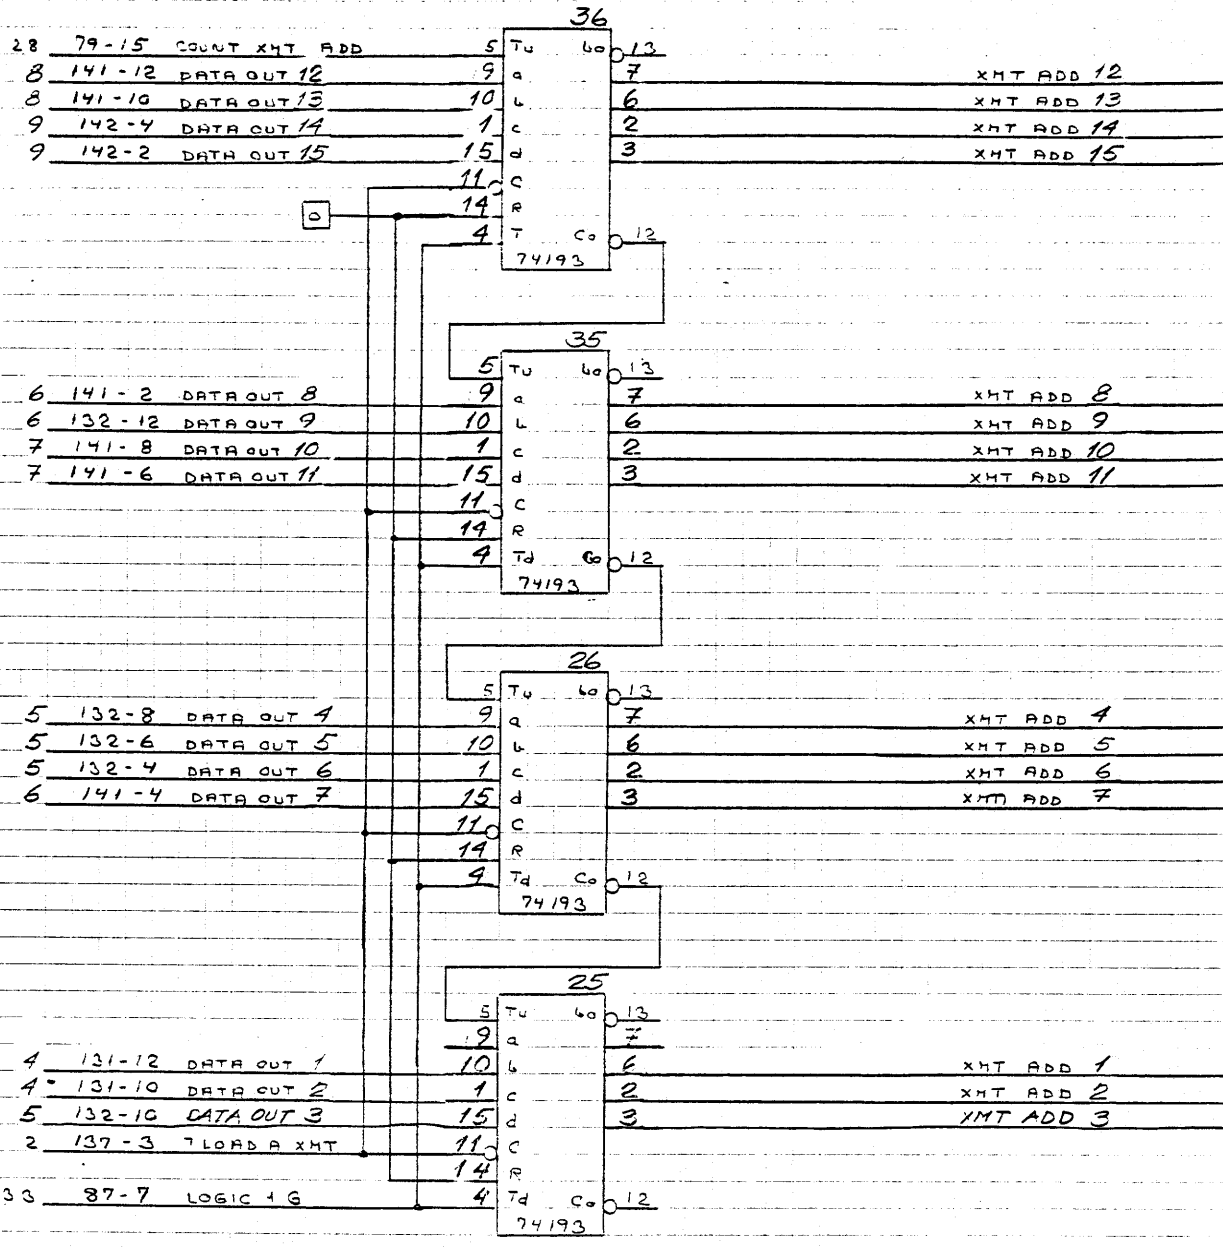 36
28 79-15 COUNT XMT ADD 5 Tu bo 13
8 141-12 DATA OUT 12 9 a 7 XMT ADD 12
8 141-10 DATA OUT 13 10 b 6 XMT ADD 13
9 142-4 DATA OUT 14 1 c 2 XMT ADD 14
9 142-2 DATA OUT 15 15 d 3 XMT ADD 15
11 C
0 14 R
4 T Co 12
74193
35
5 Tu bo 13
6 141-2 DATA OUT 8 9 a 7 XMT ADD 8
6 132-12 DATA OUT 9 10 b 6 XMT ADD 9
7 141-8 DATA OUT 10 1 c 2 XMT ADD 10
7 141-6 DATA OUT 11 15 d 3 XMT ADD 11
11 C
14 R
4 Td Co 12
74193
26
5 Tu bo 13
5 132-8 DATA OUT 4 9 a 7 XMT ADD 4
5 132-6 DATA OUT 5 10 b 6 XMT ADD 5
5 132-4 DATA OUT 6 1 c 2 XMT ADD 6
6 141-4 DATA OUT 7 15 d 3 XMT ADD 7
11 C
14 R
4 Td Co 12
74193
25
5 Tu bo 13
9 a 7
4 131-12 DATA OUT 1 10 b 6 XMT ADD 1
4 131-10 DATA OUT 2 1 c 2 XMT ADD 2
5 132-10 DATA OUT 3 15 d 3 XMT ADD 3
2 137-3 ¬LOAD A XMT 11 C
14 R
33 87-7 LOGIC 1 G 4 Td Co 12
74193